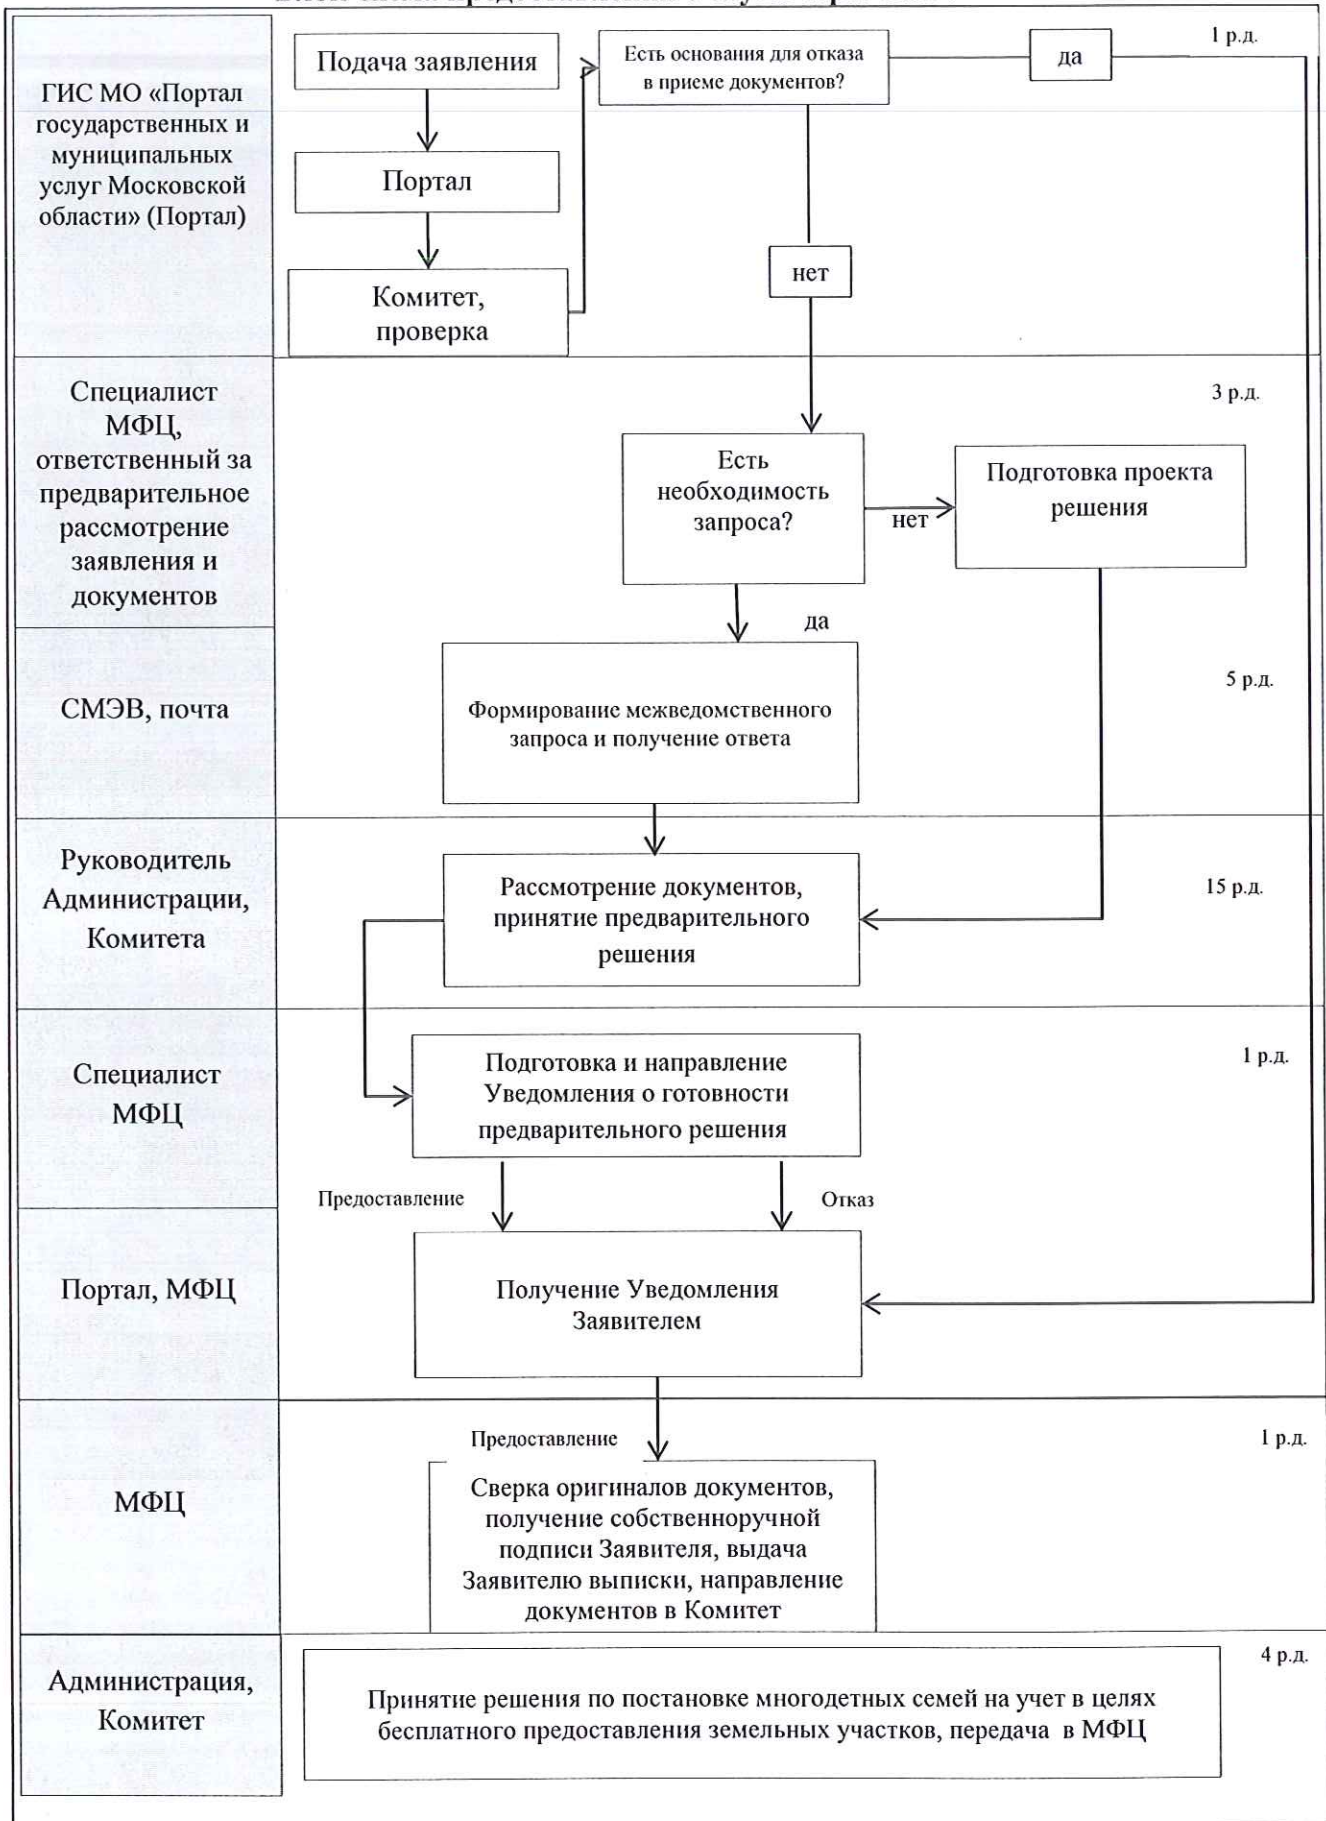 ГИС МО «Портал
государственных и
муниципальных
услуг Московской
области» (Портал)
Подача заявления
Портал
Комитет,
проверка
Есть основания для отказа
в приеме документов?
да
1 р.д.
нет
Специалист
МФЦ,
ответственный за
предварительное
рассмотрение
заявления и
документов
3 р.д.
Есть
необходимость
запроса?
нет
Подготовка проекта
решения
да
СМЭВ, почта
5 р.д.
Формирование межведомственного
запроса и получение ответа
Руководитель
Администрации,
Комитета
Рассмотрение документов,
принятие предварительного
решения
15 р.д.
Специалист
МФЦ
Подготовка и направление
Уведомления о готовности
предварительного решения
1 р.д.
Предоставление
Отказ
Портал, МФЦ
Получение Уведомления
Заявителем
МФЦ
Предоставление
1 р.д.
Сверка оригиналов документов,
получение собственноручной
подписи Заявителя, выдача
Заявителю выписки, направление
документов в Комитет
Администрация,
Комитет
4 р.д.
Принятие решения по постановке многодетных семей на учет в целях
бесплатного предоставления земельных участков, передача в МФЦ